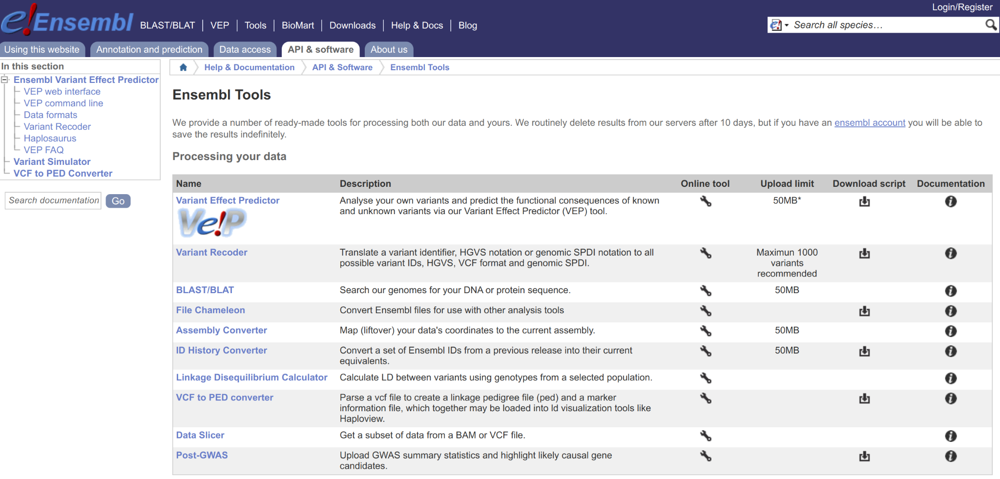 Login/Register
e!Ensembl BLAST/BLAT VEP Tools BioMart Downloads Help & Docs Blog
Search all species...
Using this website Annotation and prediction Data access API & software About us
In this section
Ensembl Variant Effect Predictor
VEP web interface
VEP command line
Data formats
Variant Recoder
Haplosaurus
VEP FAQ
Variant Simulator
VCF to PED Converter
Search documentation Go
Help & Documentation API & Software Ensembl Tools
Ensembl Tools
We provide a number of ready-made tools for processing both our data and yours. We routinely delete results from our servers after 10 days, but if you have an ensembl account you will be able to
save the results indefinitely.
Processing your data
Name Description Online tool Upload limit Download script Documentation
Variant Effect Predictor Analyse your own variants and predict the functional consequences of known 50MB*
and unknown variants via our Variant Effect Predictor (VEP) tool.
Ve!P
Variant Recoder Translate a variant identifier, HGVS notation or genomic SPDI notation to all Maximun 1000
possible variant IDs, HGVS, VCF format and genomic SPDI. variants
recommended
BLAST/BLAT Search our genomes for your DNA or protein sequence. 50MB
File Chameleon Convert Ensembl files for use with other analysis tools
Assembly Converter Map (liftover) your data's coordinates to the current assembly. 50MB
ID History Converter Convert a set of Ensembl IDs from a previous release into their current 50MB
equivalents.
Linkage Disequilibrium Calculator Calculate LD between variants using genotypes from a selected population.
VCF to PED converter Parse a vcf file to create a linkage pedigree file (ped) and a marker
information file, which together may be loaded into ld visualization tools like
Haploview.
Data Slicer Get a subset of data from a BAM or VCF file.
Post-GWAS Upload GWAS summary statistics and highlight likely causal gene
candidates.